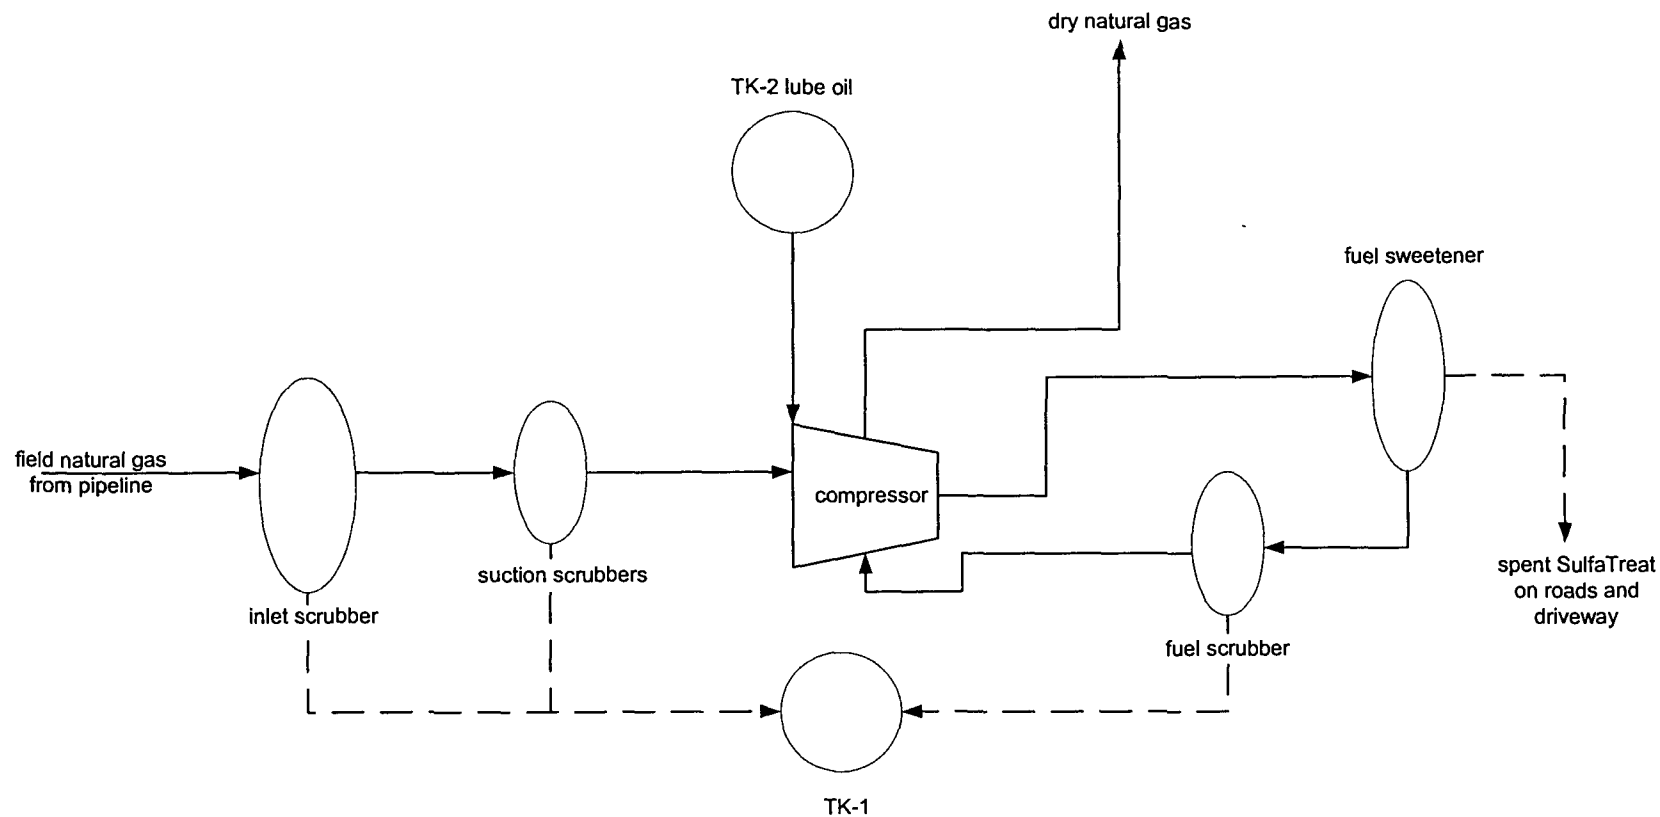 dry natural gas
TK-2 lube oil
fuel sweetener
field natural gas
from pipeline
compressor
suction scrubbers
inlet scrubber
spent SulfaTreat
on roads and
driveway
fuel scrubber
TK-1